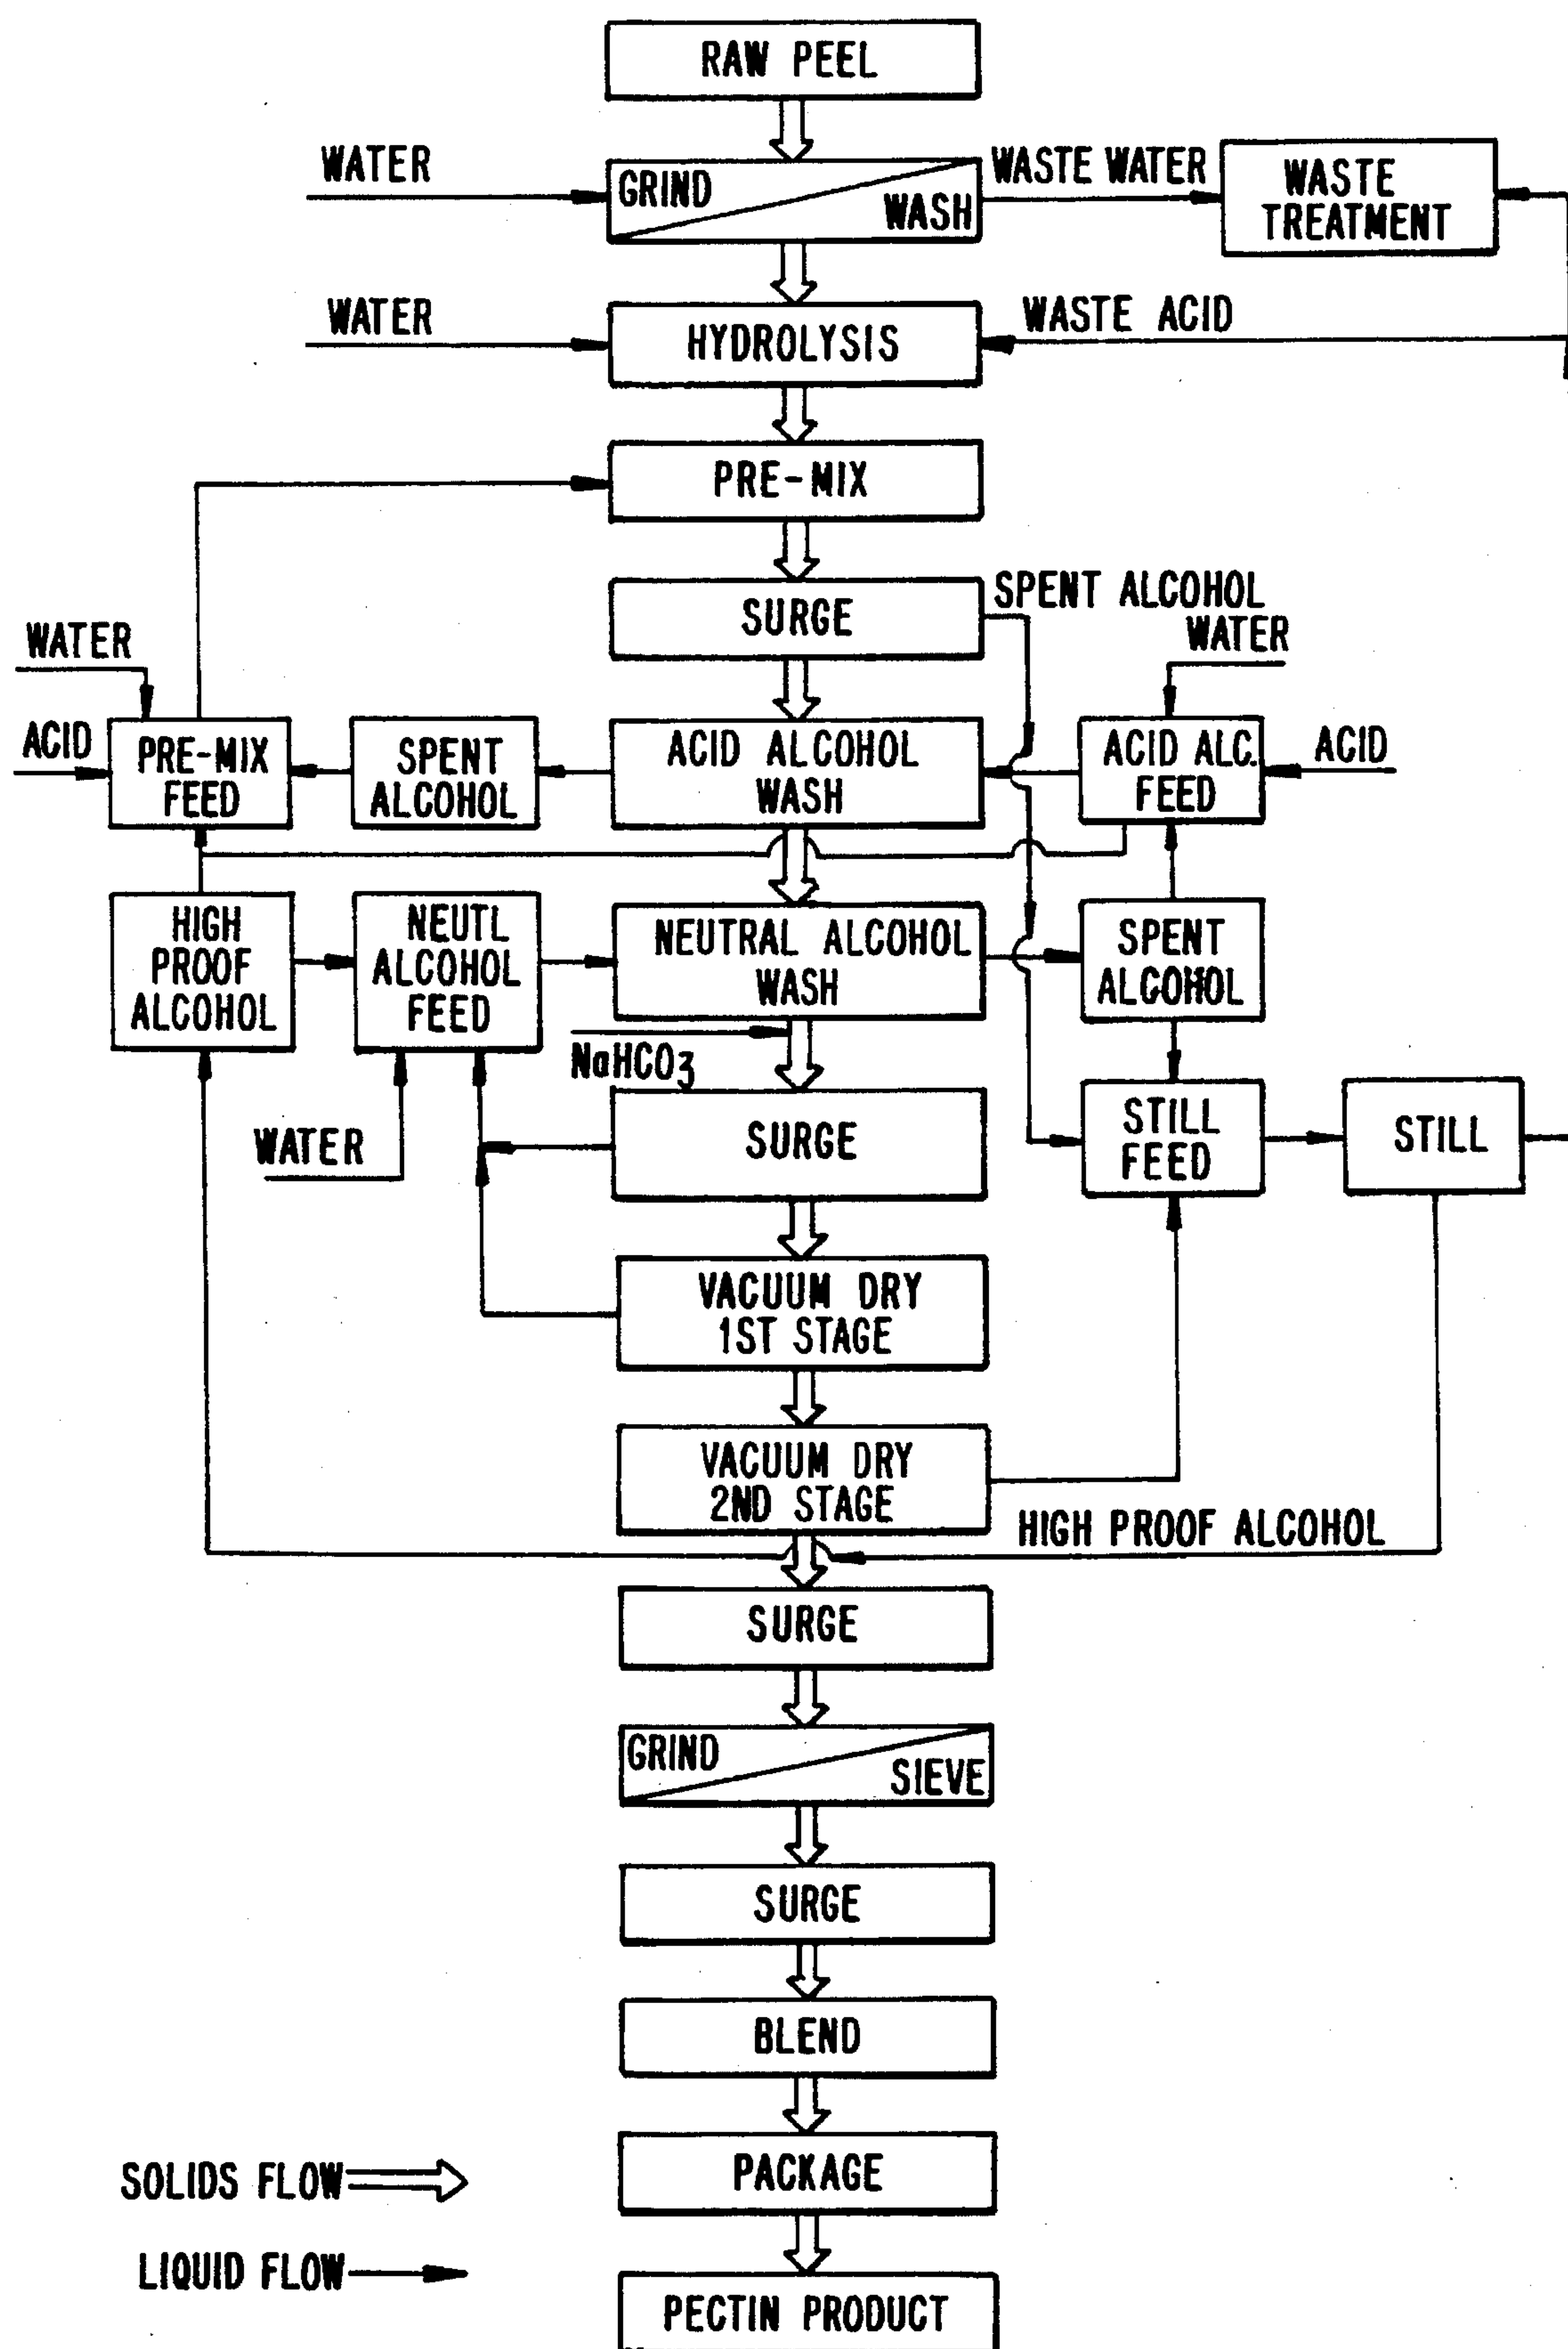 RAW PEEL
WATER
GRIND
WASH
WASTE WATER
WASTE
TREATMENT
WATER
HYDROLYSIS
WASTE ACID
PRE-MIX
SURGE
SPENT ALCOHOL
WATER
WATER
ACID
PRE-MIX
FEED
SPENT
ALCOHOL
ACID ALCOHOL
WASH
ACID ALC.
FEED
ACID
HIGH
PROOF
ALCOHOL
NEUTL
ALCOHOL
FEED
NEUTRAL ALCOHOL
WASH
SPENT
ALCOHOL
NaHCO3
WATER
SURGE
STILL
FEED
STILL
VACUUM DRY
1ST STAGE
VACUUM DRY
2ND STAGE
HIGH PROOF ALCOHOL
SURGE
GRIND
SIEVE
SURGE
BLEND
PACKAGE
SOLIDS FLOW
LIQUID FLOW
PECTIN PRODUCT